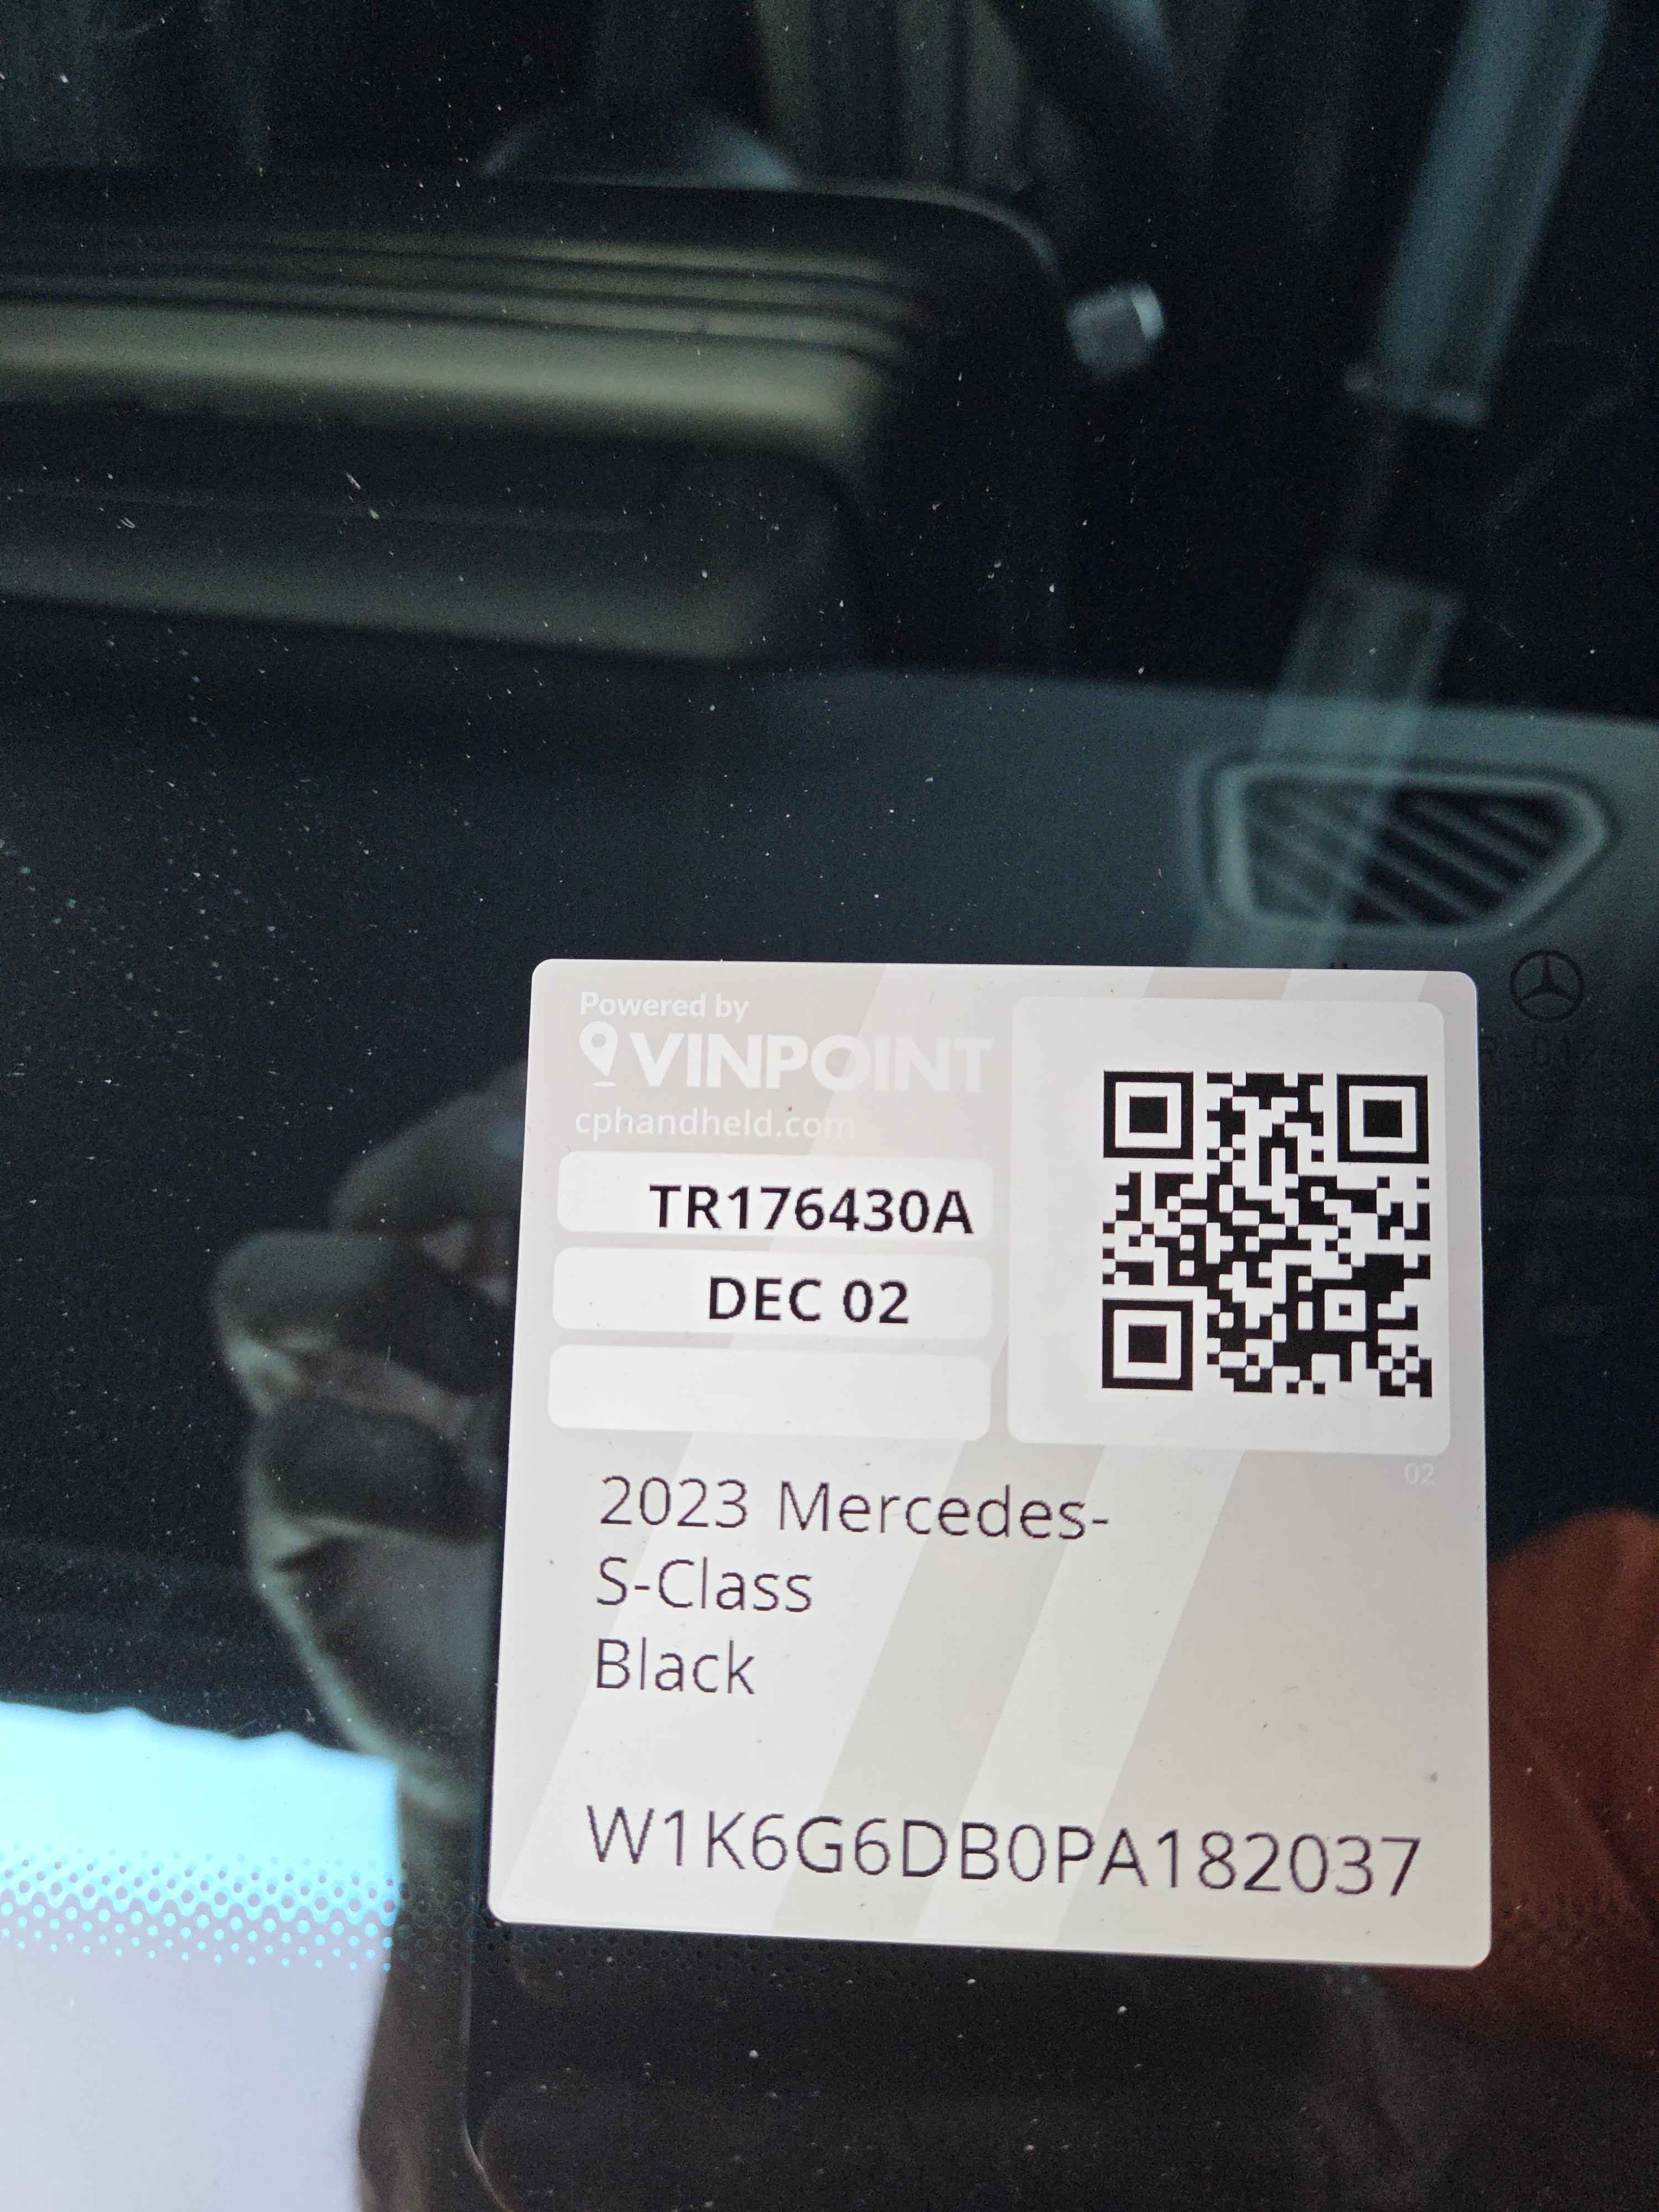 Powered by
VINPOINT
cphandheld.com
TR176430A
DEC 02
02
2023 Mercedes-
S-Class
Black
W1K6G6DB0PA182037